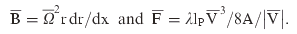 B̅ = Ω̅² r dr/dx and F̅ = λl_P V̅³/8A/|V̅|.